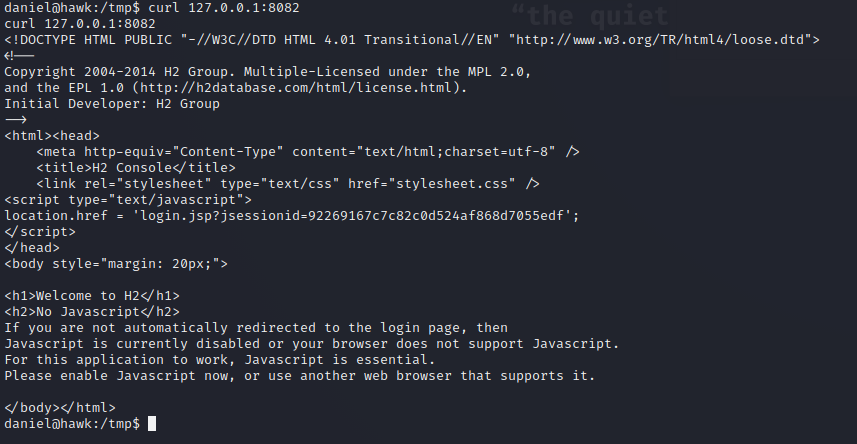 “the quiet
daniel@hawk:/tmp$ curl 127.0.0.1:8082
curl 127.0.0.1:8082
<!DOCTYPE HTML PUBLIC "-//W3C//DTD HTML 4.01 Transitional//EN" "http://www.w3.org/TR/html4/loose.dtd">
<!--
Copyright 2004-2014 H2 Group. Multiple-Licensed under the MPL 2.0,
and the EPL 1.0 (http://h2database.com/html/license.html).
Initial Developer: H2 Group
-->
<html><head>
    <meta http-equiv="Content-Type" content="text/html;charset=utf-8" />
    <title>H2 Console</title>
    <link rel="stylesheet" type="text/css" href="stylesheet.css" />
<script type="text/javascript">
location.href = 'login.jsp?jsessionid=92269167c7c82c0d524af868d7055edf';
</script>
</head>
<body style="margin: 20px;">

<h1>Welcome to H2</h1>
<h2>No Javascript</h2>
If you are not automatically redirected to the login page, then
Javascript is currently disabled or your browser does not support Javascript.
For this application to work, Javascript is essential.
Please enable Javascript now, or use another web browser that supports it.

</body></html>
daniel@hawk:/tmp$